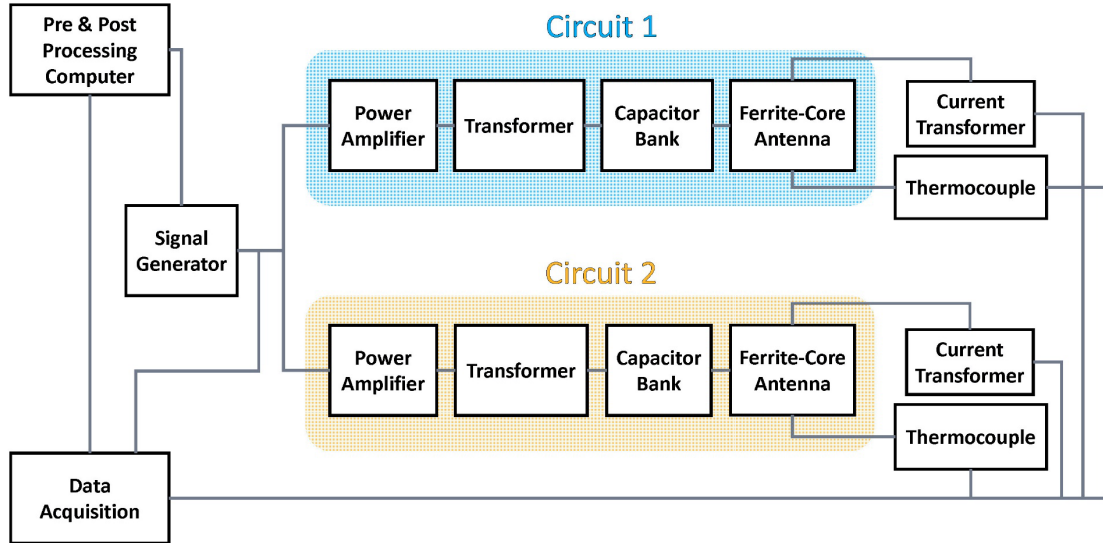 Pre & Post
Processing
Computer
Signal
Generator
Data
Acquisition
Circuit 1
Power
Amplifier
Transformer
Capacitor
Bank
Ferrite-Core
Antenna
Current
Transformer
Thermocouple
Circuit 2
Power
Amplifier
Transformer
Capacitor
Bank
Ferrite-Core
Antenna
Current
Transformer
Thermocouple